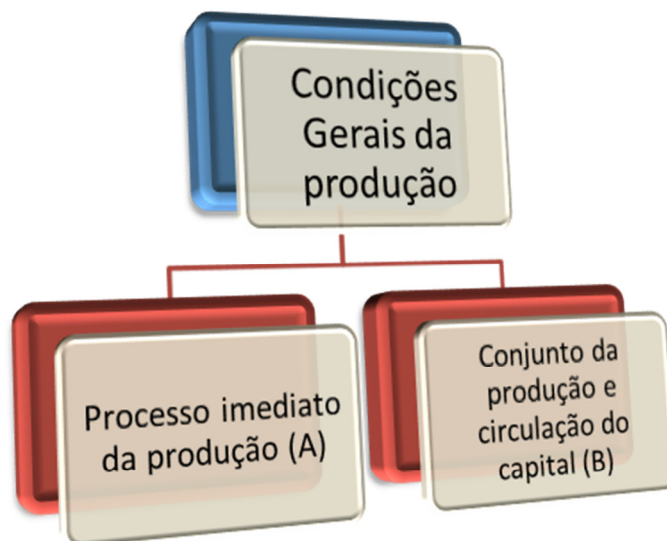 Condições
Gerais da
produção
Processo imediato
da produção (A)
Conjunto da
produção e
circulação do
capital (B)